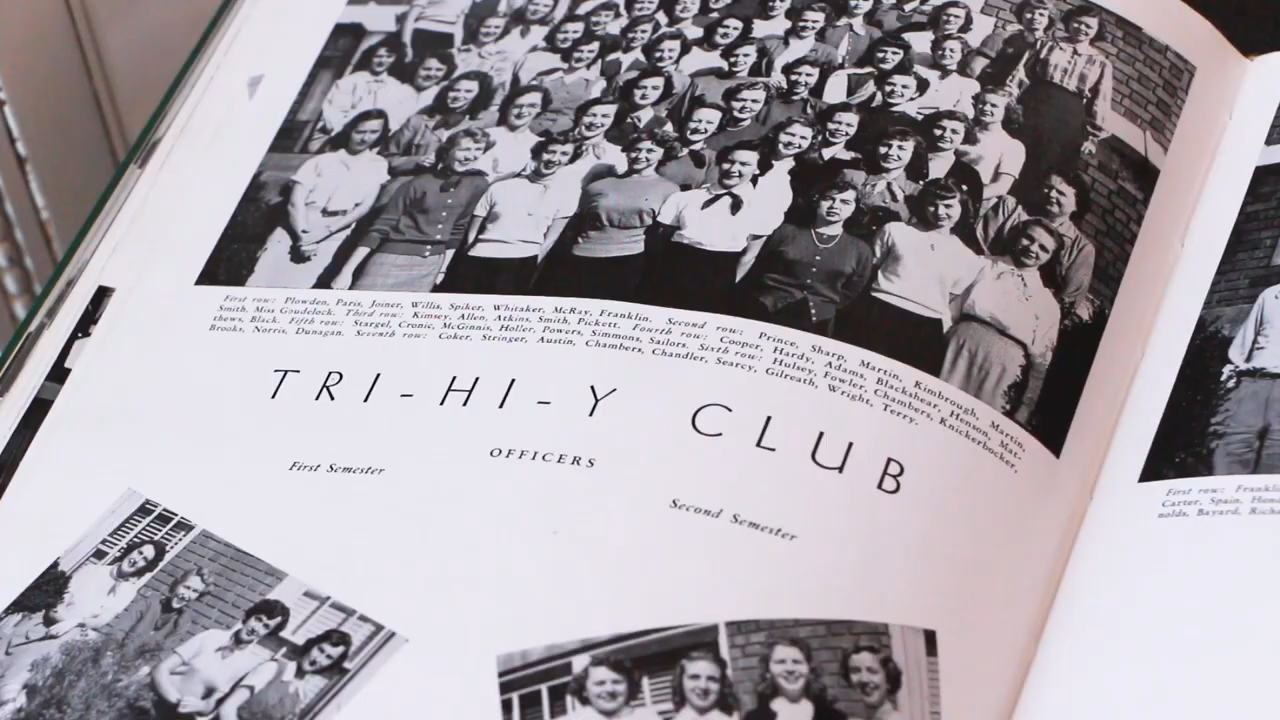 First row: Plowden, Paris, Joiner, Willis, Spiker, Whitaker, McRay, Franklin. Second row: Prince, Sharp, Martin, Kimbrough, Martin,
Smith, Miss Goudelock. Third row: Kimsey, Allen, Atkins, Smith, Pickett. Fourth row: Cooper, Hardy, Adams, Blackshear, Henson, Mat-
thews, Black. Fifth row: Stargel, Cronic, McGinnis, Holler, Powers, Simmons, Sailors. Sixth row: Hulsey, Fowler, Chambers, Knickerbocker,
Brooks, Norris, Dunagan. Seventh row: Coker, Stringer, Austin, Chambers, Chandler, Searcy, Gilreath, Wright, Terry.
TRI-HI-Y CLUB
OFFICERS
First Semester
Second Semester
First row: Frankli
Carter, Spain,
nolds, Bayard, Richa